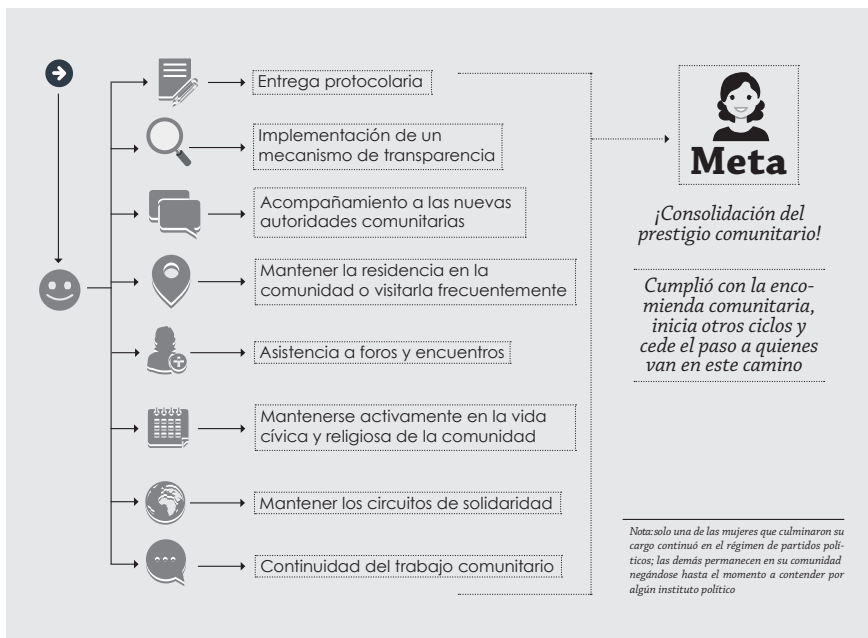 Entrega protocolaria
Implementación de un
mecanismo de transparencia
Acompañamiento a las nuevas
autoridades comunitarias
Mantener la residencia en la
comunidad o visitarla frecuentemente
Asistencia a foros y encuentros
Mantenerse activamente en la vida
cívica y religiosa de la comunidad
Mantener los circuitos de solidaridad
Continuidad del trabajo comunitario
Meta
¡Consolidación del
prestigio comunitario!
Cumplió con la enco-
mienda comunitaria,
inicia otros ciclos y
cede el paso a quienes
van en este camino
Nota:solo una de las mujeres que culminaron su
cargo continuó en el régimen de partidos polí-
ticos; las demás permanecen en su comunidad
negándose hasta el momento a contender por
algún instituto político